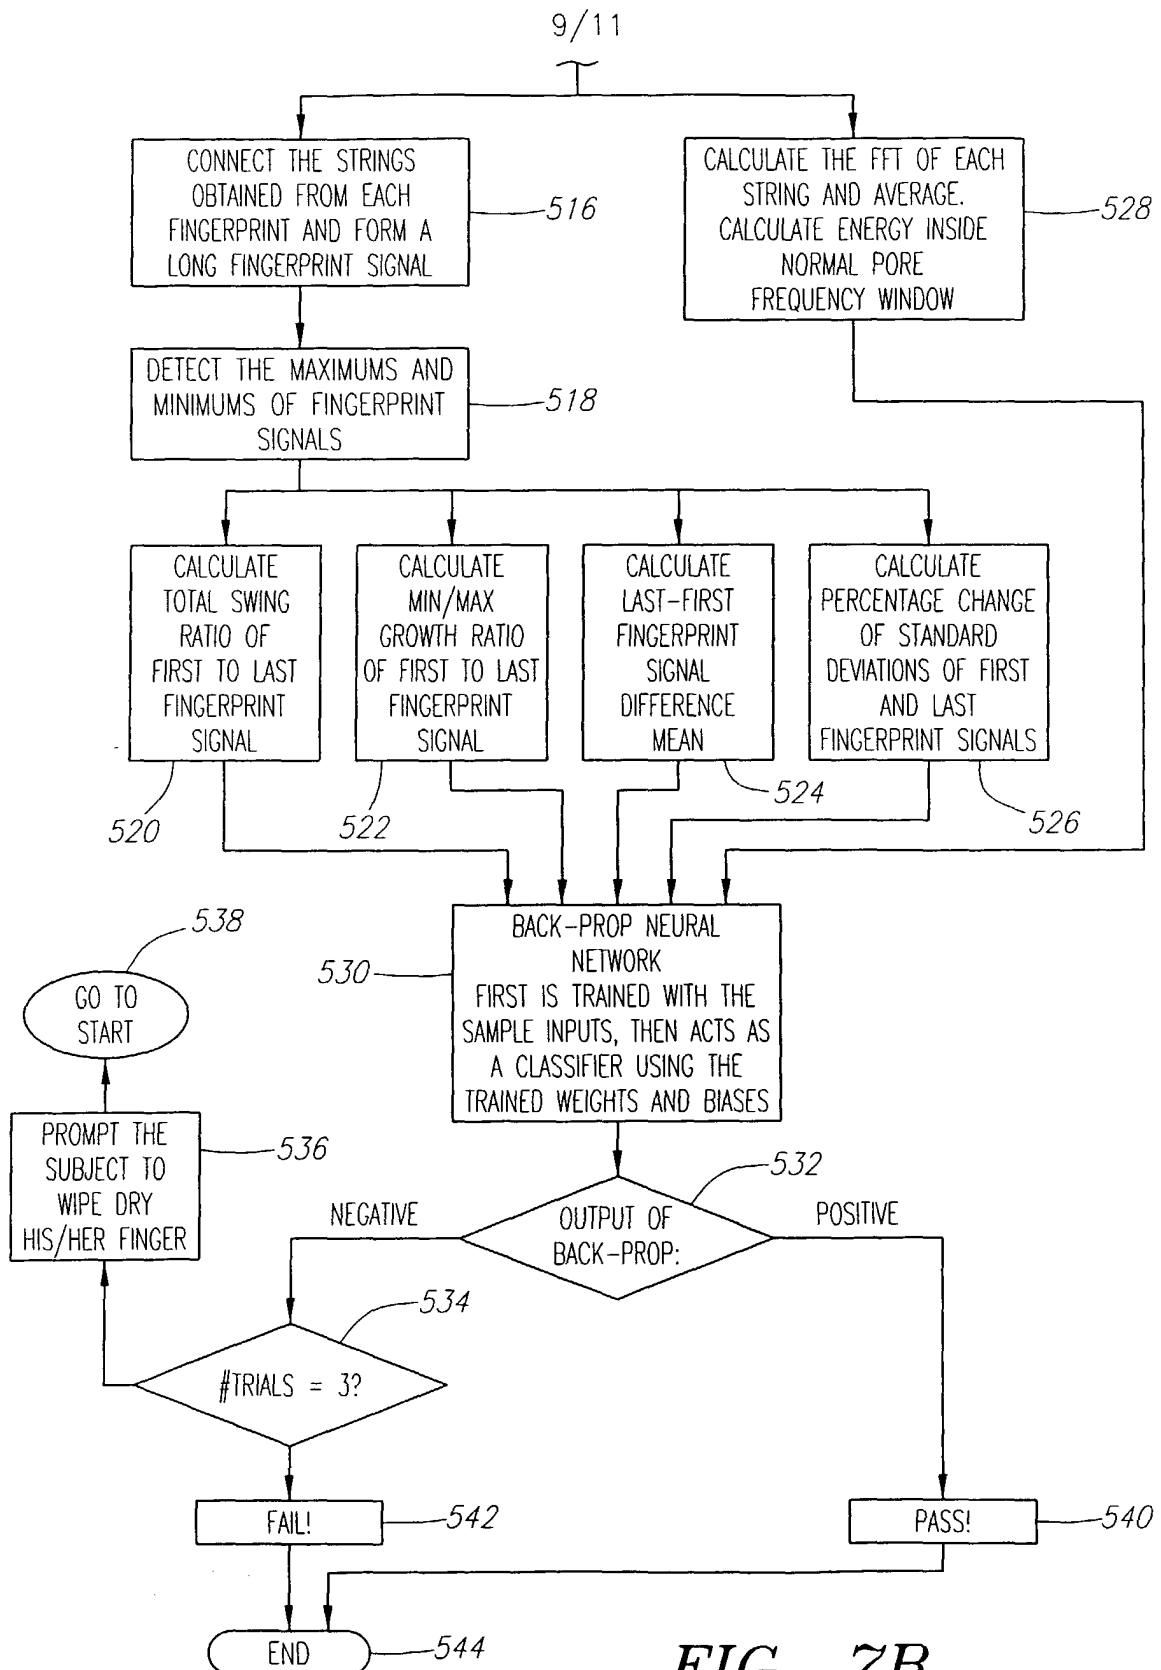 9/11
CONNECT THE STRINGS
OBTAINED FROM EACH
FINGERPRINT AND FORM A
LONG FINGERPRINT SIGNAL
516
CALCULATE THE FFT OF EACH
STRING AND AVERAGE.
CALCULATE ENERGY INSIDE
NORMAL PORE
FREQUENCY WINDOW
528
DETECT THE MAXIMUMS AND
MINIMUMS OF FINGERPRINT
SIGNALS
518
CALCULATE
TOTAL SWING
RATIO OF
FIRST TO LAST
FINGERPRINT
SIGNAL
520
CALCULATE
MIN/MAX
GROWTH RATIO
OF FIRST TO LAST
FINGERPRINT
SIGNAL
522
CALCULATE
LAST-FIRST
FINGERPRINT
SIGNAL
DIFFERENCE
MEAN
524
CALCULATE
PERCENTAGE CHANGE
OF STANDARD
DEVIATIONS OF FIRST
AND LAST
FINGERPRINT SIGNALS
526
BACK-PROP NEURAL
NETWORK
FIRST IS TRAINED WITH THE
SAMPLE INPUTS, THEN ACTS AS
A CLASSIFIER USING THE
TRAINED WEIGHTS AND BIASES
530
538
GO TO
START
PROMPT THE
SUBJECT TO
WIPE DRY
HIS/HER FINGER
536
532
NEGATIVE
OUTPUT OF
BACK-PROP:
POSITIVE
534
#TRIALS = 3?
FAIL!
542
PASS!
540
END
544
FIG. 7B